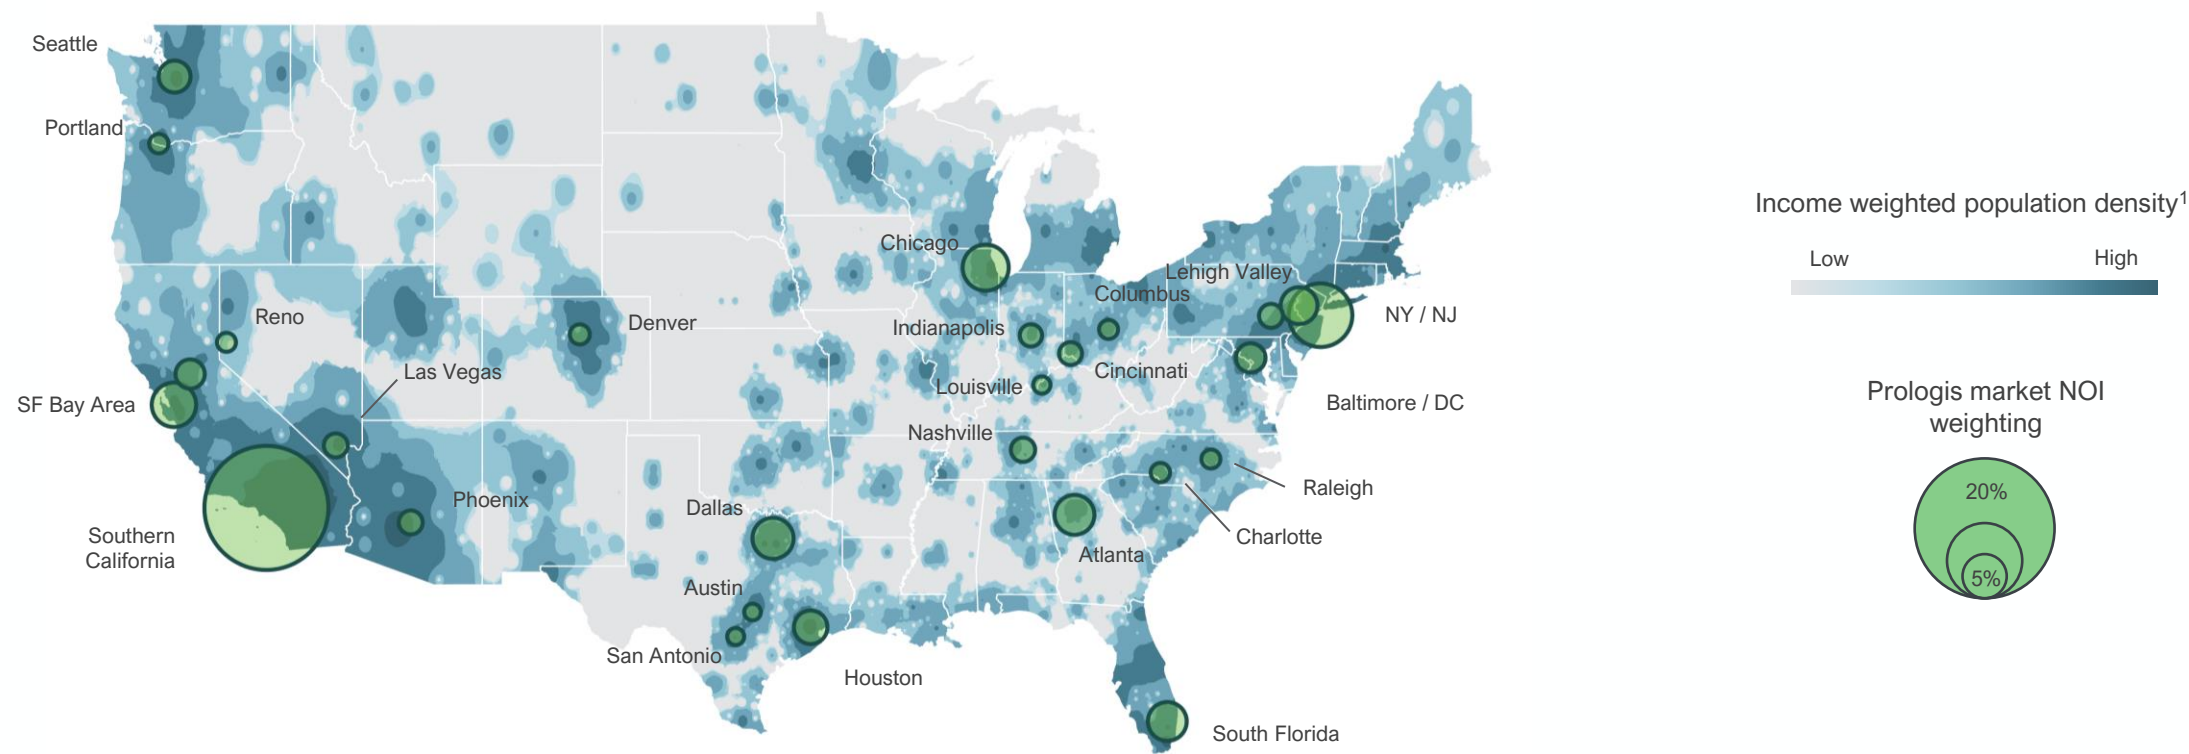 Seattle
Portland
Reno
Las Vegas
SF Bay Area
Southern
California
Phoenix
Denver
Dallas
Austin
San Antonio
Houston
Chicago
Indianapolis
Louisville
Nashville
Columbus
Cincinnati
Lehigh Valley
NY / NJ
Baltimore / DC
Raleigh
Charlotte
Atlanta
South Florida
Income weighted population density¹
Low High
Prologis market NOI
weighting
20%
5%